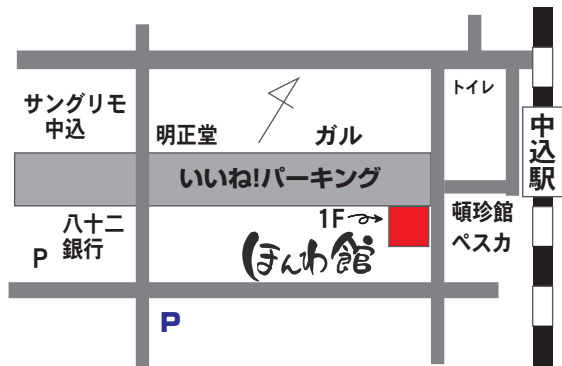 トイレ
サングリモ
中込
明正堂
ガル
中込駅
いいね!パーキング
1F
頓珍館
ペスカ
八十二
銀行
P
ほんわ館
P